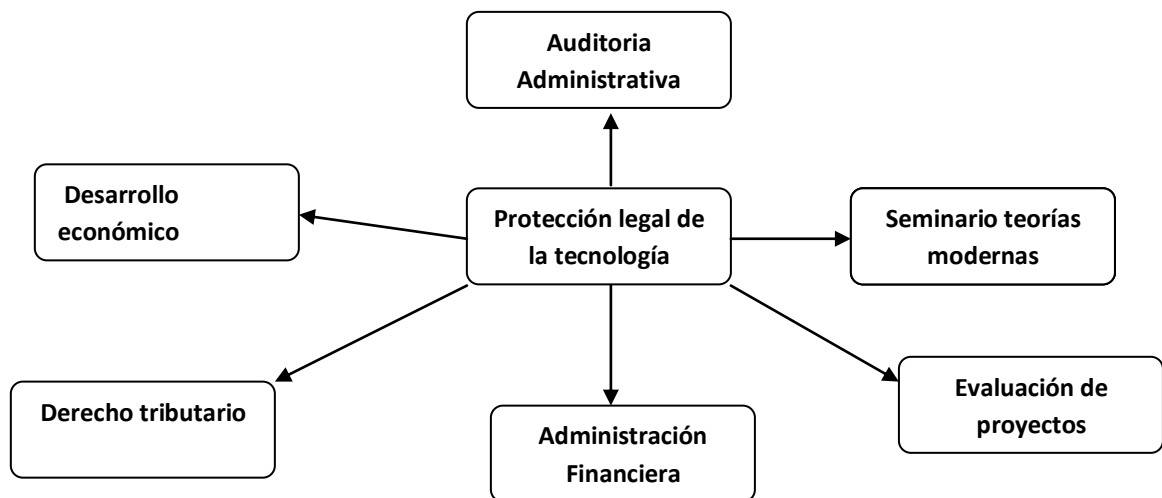 Auditoria
Administrativa
Desarrollo
económico
Protección legal de
la tecnología
Seminario teorías
modernas
Derecho tributario
Administración
Financiera
Evaluación de
proyectos